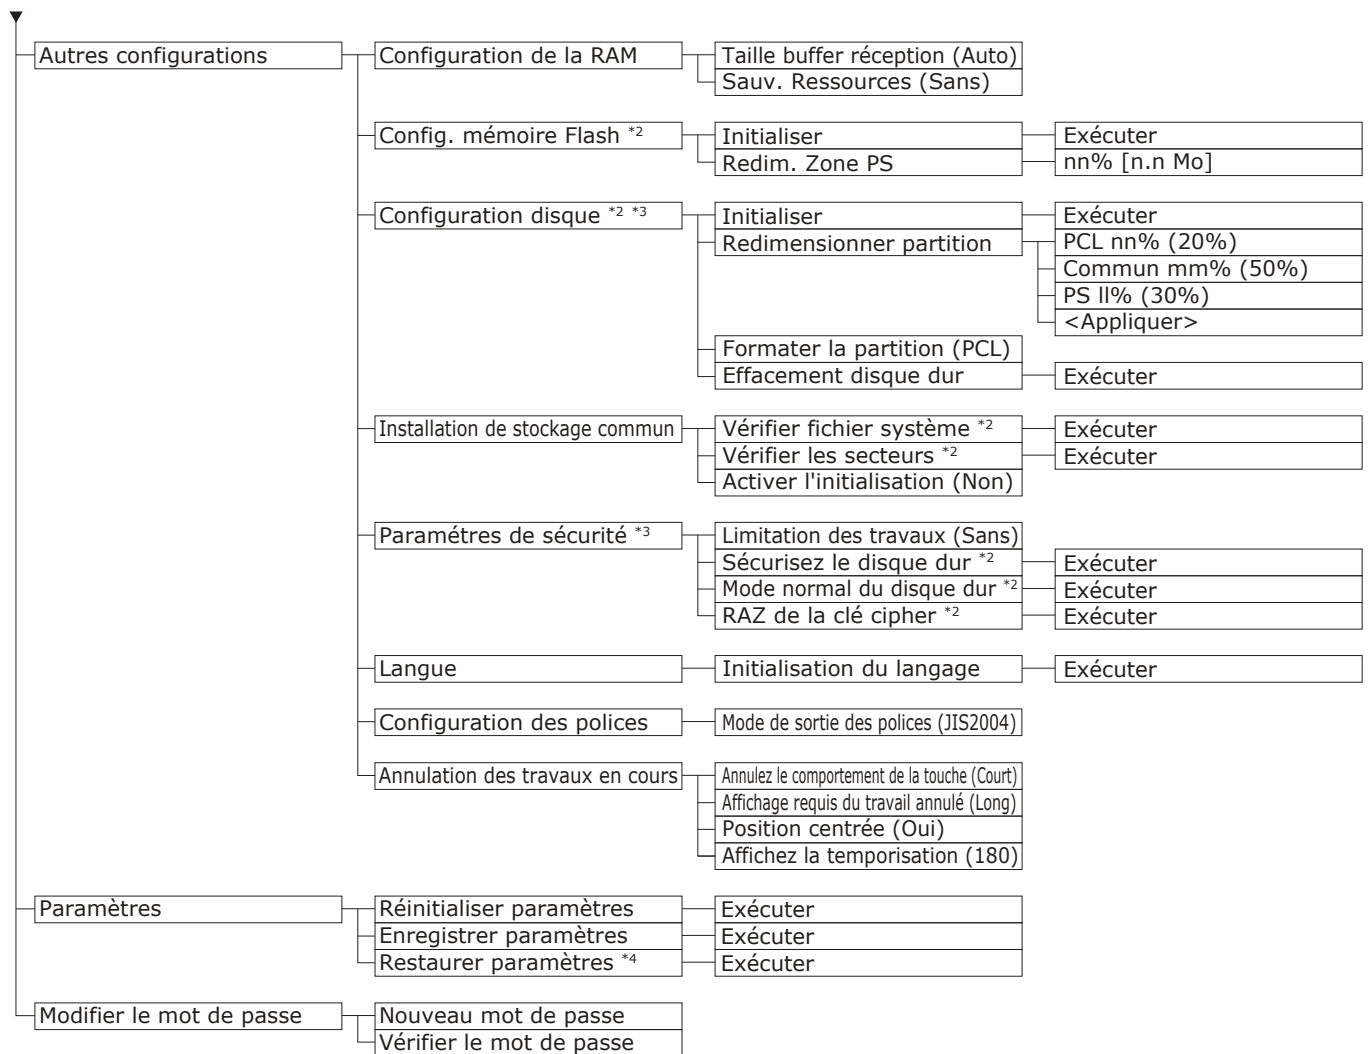 ▼
Autres configurations
Configuration de la RAM
Taille buffer réception (Auto)
Sauv. Ressources (Sans)
Config. mémoire Flash *2
Initialiser
Exécuter
Redim. Zone PS
nn% [n.n Mo]
Configuration disque *2 *3
Initialiser
Exécuter
Redimensionner partition
PCL nn% (20%)
Commun mm% (50%)
PS ll% (30%)
<Appliquer>
Formater la partition (PCL)
Effacement disque dur
Exécuter
Installation de stockage commun
Vérifier fichier système *2
Exécuter
Vérifier les secteurs *2
Exécuter
Activer l'initialisation (Non)
Paramétres de sécurité *3
Limitation des travaux (Sans)
Sécurisez le disque dur *2
Exécuter
Mode normal du disque dur *2
Exécuter
RAZ de la clé cipher *2
Exécuter
Langue
Initialisation du langage
Exécuter
Configuration des polices
Mode de sortie des polices (JIS2004)
Annulation des travaux en cours
Annulez le comportement de la touche (Court)
Affichage requis du travail annulé (Long)
Position centrée (Oui)
Affichez la temporisation (180)
Paramètres
Réinitialiser paramètres
Exécuter
Enregistrer paramètres
Exécuter
Restaurer paramètres *4
Exécuter
Modifier le mot de passe
Nouveau mot de passe
Vérifier le mot de passe